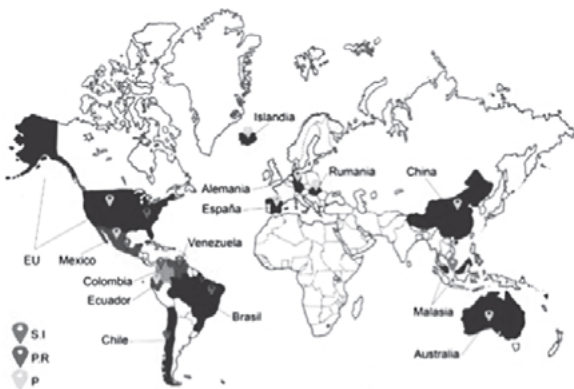 Islandia
Alemania
Rumania
China
España
EU
Mexico
Venezuela
Colombia
Ecuador
Brasil
Chile
Malasia
Australia
S.I
P.R
P